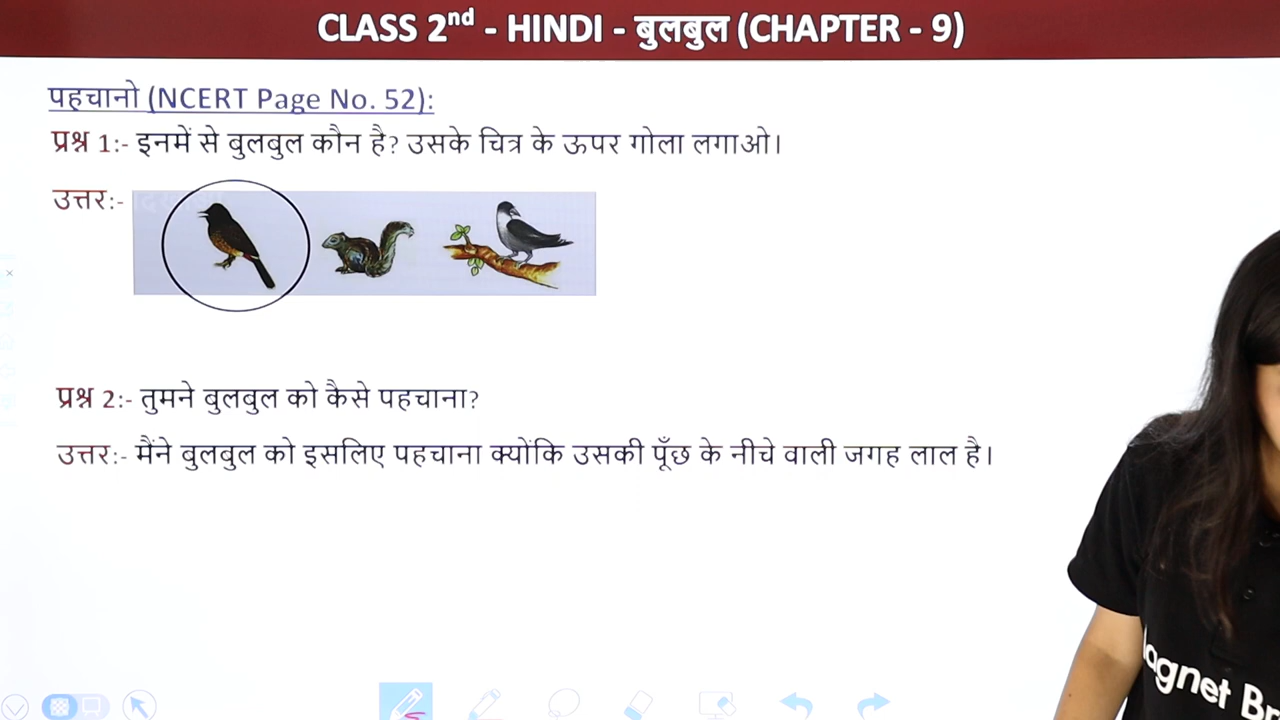 CLASS 2nd - HINDI - बुलबुल (CHAPTER - 9)
पहचानो (NCERT Page No. 52):
प्रश्न 1:- इनमें से बुलबुल कौन है? उसके चित्र के ऊपर गोला लगाओ।
उत्तर:-
प्रश्न 2:- तुमने बुलबुल को कैसे पहचाना?
उत्तर:- मैंने बुलबुल को इसलिए पहचाना क्योंकि उसकी पूँछ के नीचे वाली जगह लाल है।